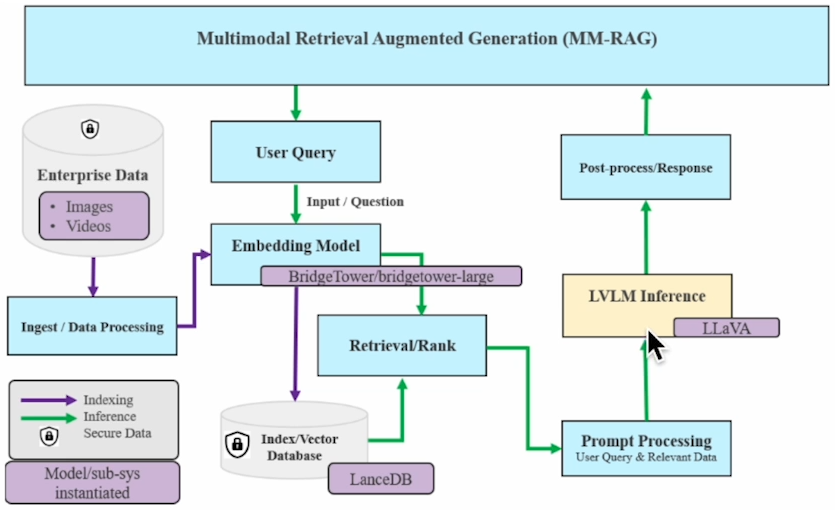 Multimodal Retrieval Augmented Generation (MM-RAG)
User Query
Input / Question
Enterprise Data
• Images
• Videos
Embedding Model
BridgeTower/bridgetower-large
Ingest / Data Processing
Retrieval/Rank
Index/Vector
Database
LanceDB
Post-process/Response
LVLM Inference
LLaVA
Prompt Processing
User Query & Relevant Data
Indexing
Inference
Secure Data
Model/sub-sys
instantiated